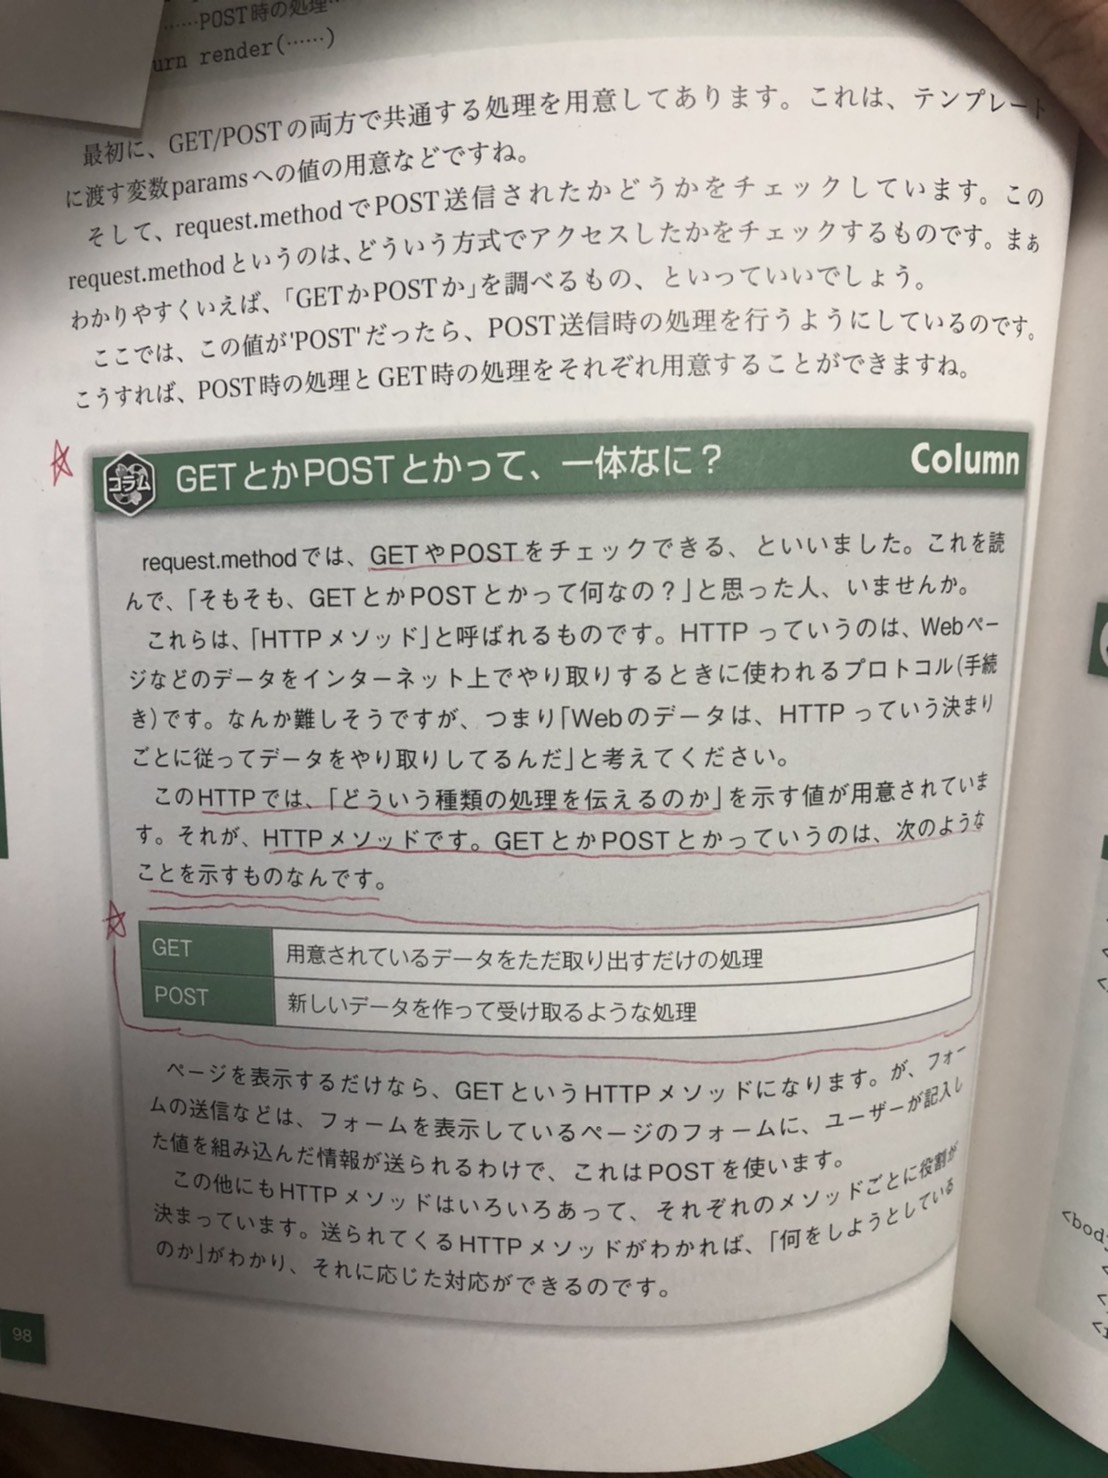 ……POST時の処理…
urn render(……)
最初に、GET/POSTの両方で共通する処理を用意してあります。これは、テンプレート
に渡す変数paramsへの値の用意などですね。
そして、request.methodでPOST送信されたかどうかをチェックしています。この
request.methodというのは、どういう方式でアクセスしたかをチェックするものです。まぁ
わかりやすくいえば、「GETかPOSTか」を調べるもの、といっていいでしょう。
ここでは、この値が'POST'だったら、POST送信時の処理を行うようにしているのです。
こうすれば、POST時の処理とGET時の処理をそれぞれ用意することができますね。
コラム GETとかPOSTとかって、一体なに? Column
request.methodでは、GETやPOSTをチェックできる、といいました。これを読
んで、「そもそも、GETとかPOSTとかって何なの?」と思った人、いませんか。
これらは、「HTTPメソッド」と呼ばれるものです。HTTPっていうのは、Webペー
ジなどのデータをインターネット上でやり取りするときに使われるプロトコル(手続
き)です。なんか難しそうですが、つまり「Webのデータは、HTTPっていう決まり
ごとに従ってデータをやり取りしてるんだ」と考えてください。
このHTTPでは、「どういう種類の処理を伝えるのか」を示す値が用意されていま
す。それが、HTTPメソッドです。GETとかPOSTとかっていうのは、次のような
ことを示すものなんです。
GET 用意されているデータをただ取り出すだけの処理
POST 新しいデータを作って受け取るような処理
ページを表示するだけなら、GETというHTTPメソッドになります。が、フォー
ムの送信などは、フォームを表示しているページのフォームに、ユーザーが記入し
た値を組み込んだ情報が送られるわけで、これはPOSTを使います。
この他にもHTTPメソッドはいろいろあって、それぞれのメソッドごとに役割が
決まっています。送られてくるHTTPメソッドがわかれば、「何をしようとしている
のか」がわかり、それに応じた対応ができるのです。
98
<body